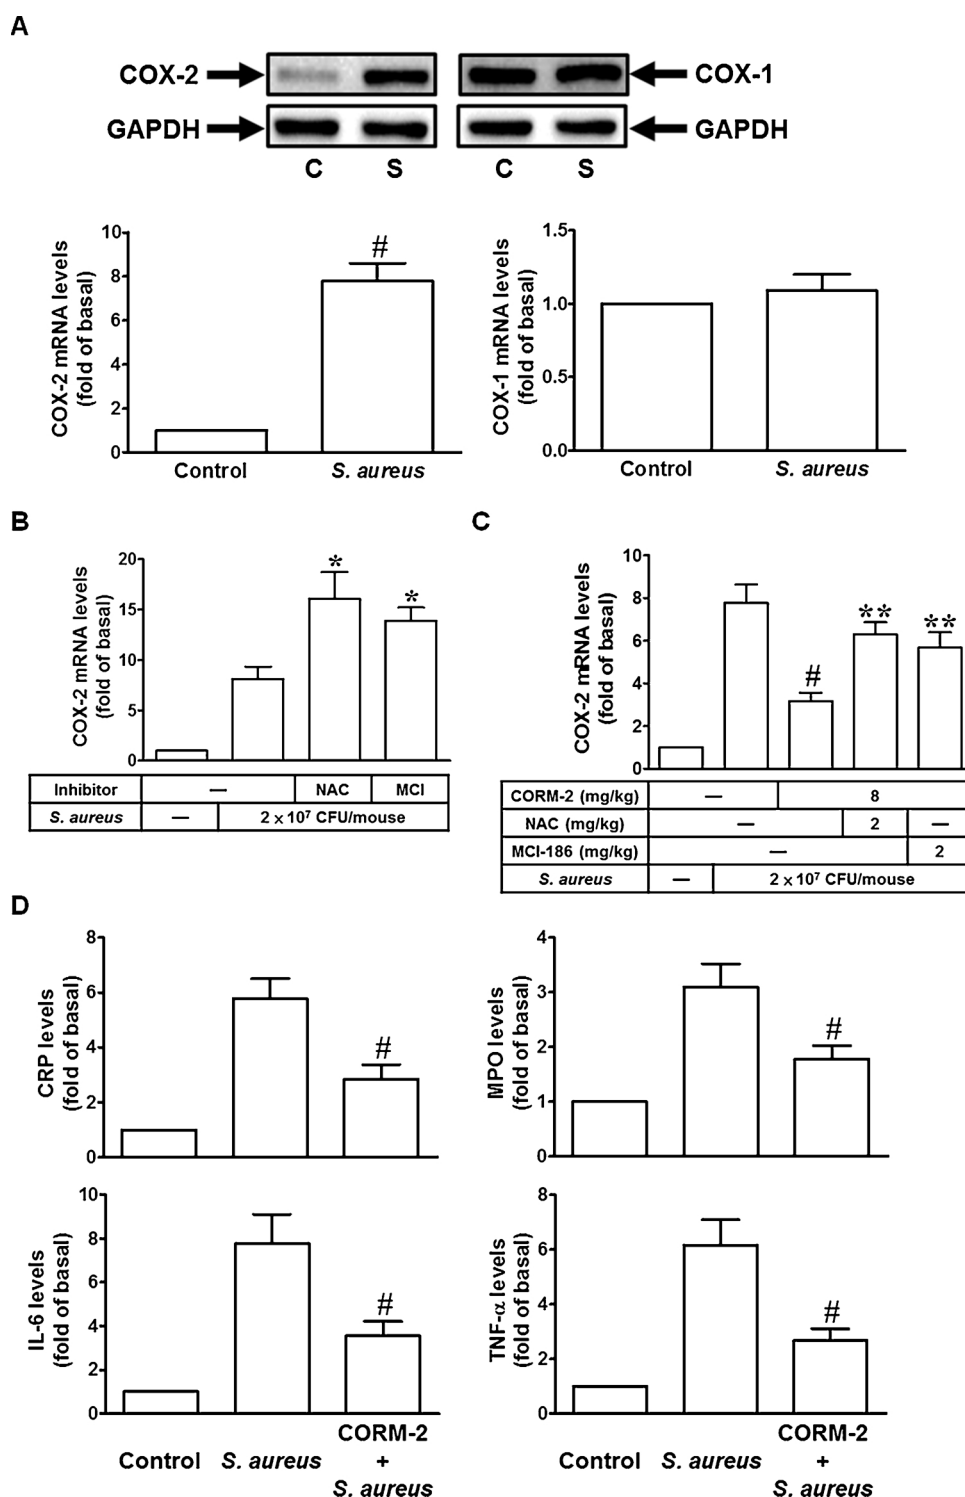 A
COX-2
COX-1
GAPDH
GAPDH
C S C S
COX-2 mRNA levels
(fold of basal)
10
8
6
4
2
0
#
Control S. aureus
COX-1 mRNA levels
(fold of basal)
1.5
1.0
0.5
0.0
Control S. aureus
B
COX-2 mRNA levels
(fold of basal)
20
15
10
5
0
* *
Inhibitor — NAC MCI
S. aureus — 2 × 10⁷ CFU/mouse
C
COX-2 mRNA levels
(fold of basal)
10
8
6
4
2
0
# ** **
CORM-2 (mg/kg) — 8
NAC (mg/kg) — 2 —
MCI-186 (mg/kg) — 2
S. aureus — 2 × 10⁷ CFU/mouse
D
CRP levels
(fold of basal)
8
6
4
2
0
#
MPO levels
(fold of basal)
4
3
2
1
0
#
IL-6 levels
(fold of basal)
10
8
6
4
2
0
#
Control S. aureus CORM-2
+
S. aureus
TNF-α levels
(fold of basal)
8
6
4
2
0
#
Control S. aureus CORM-2
+
S. aureus